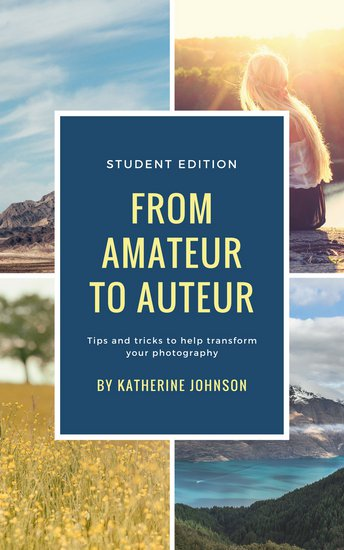 STUDENT EDITION
FROM
AMATEUR
TO AUTEUR
Tips and tricks to help transform
your photography
BY KATHERINE JOHNSON